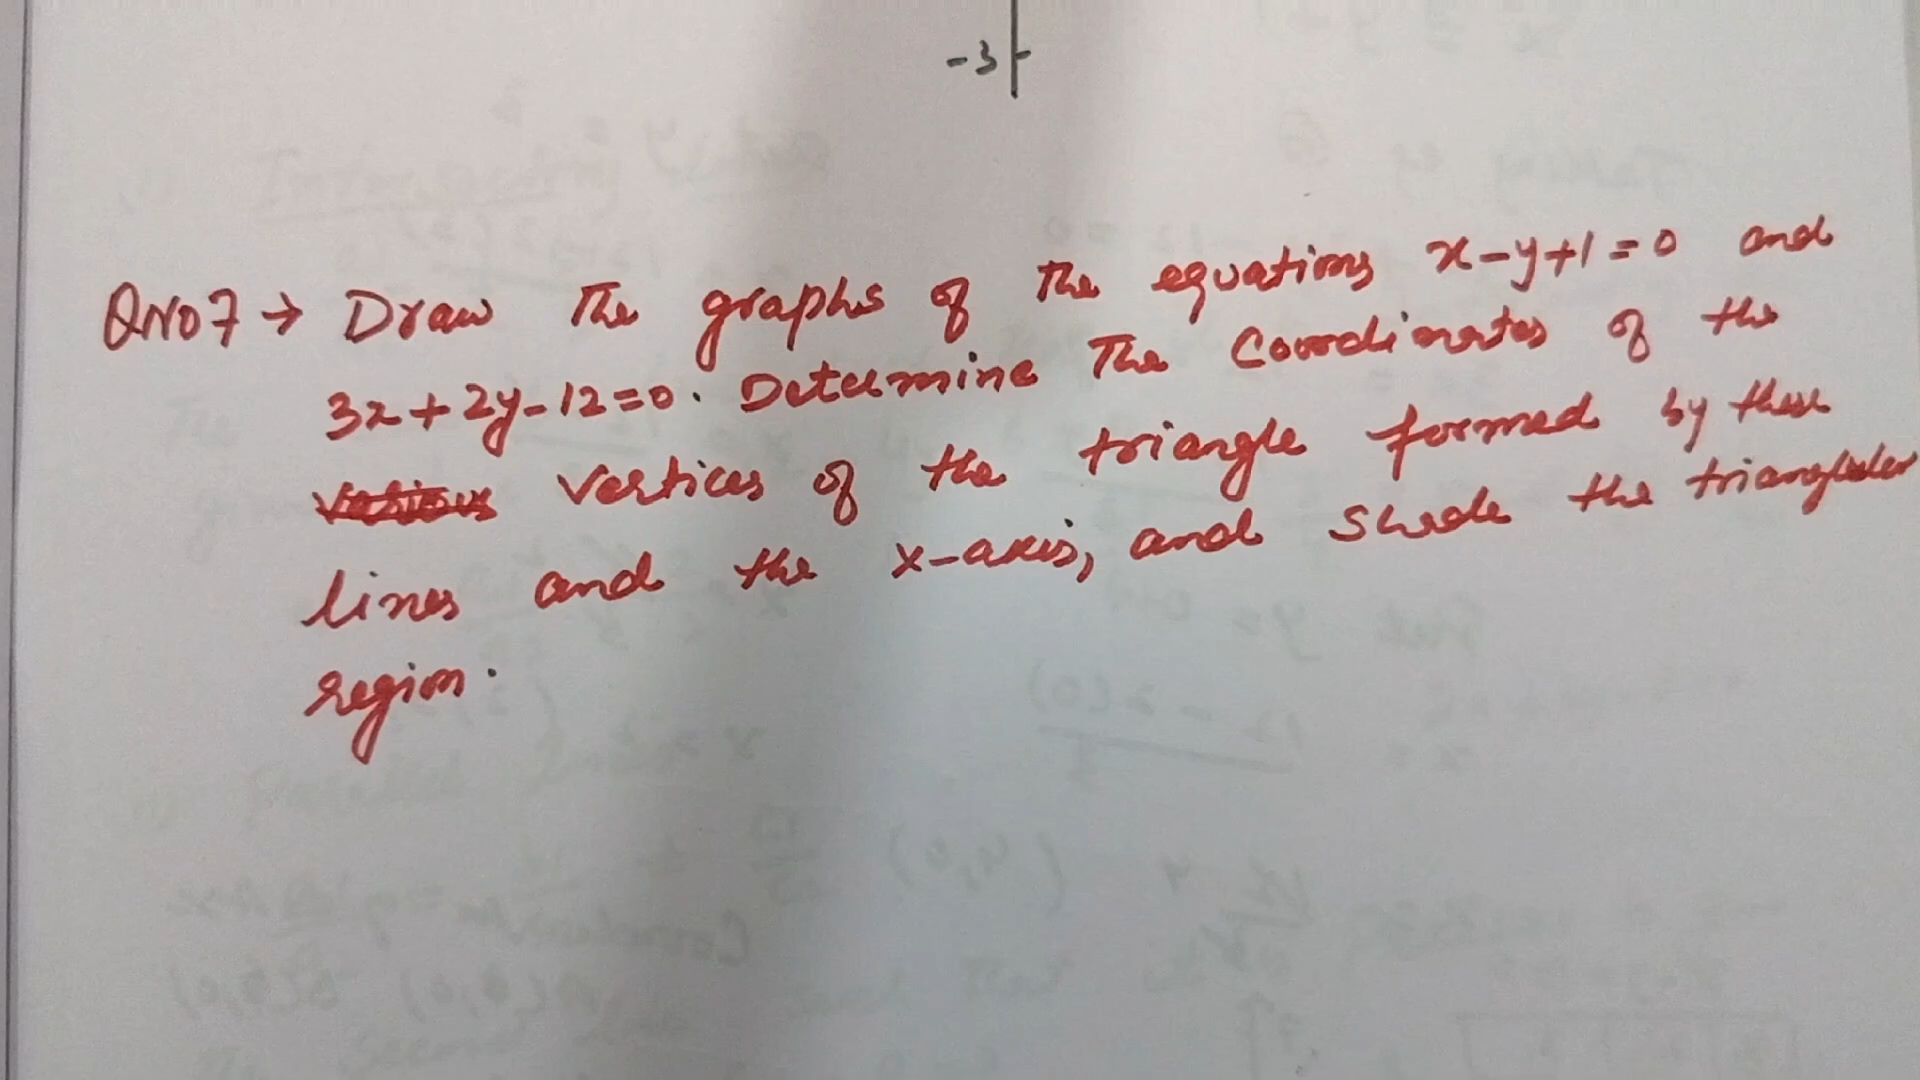 -3
QNo7 → Draw The graphs of the equations x-y+1=0 and
3x+2y-12=0. Determine The Coordinates of the
vertices of the triangle formed by these
lines and the x-axis, and shade the triangular
region.